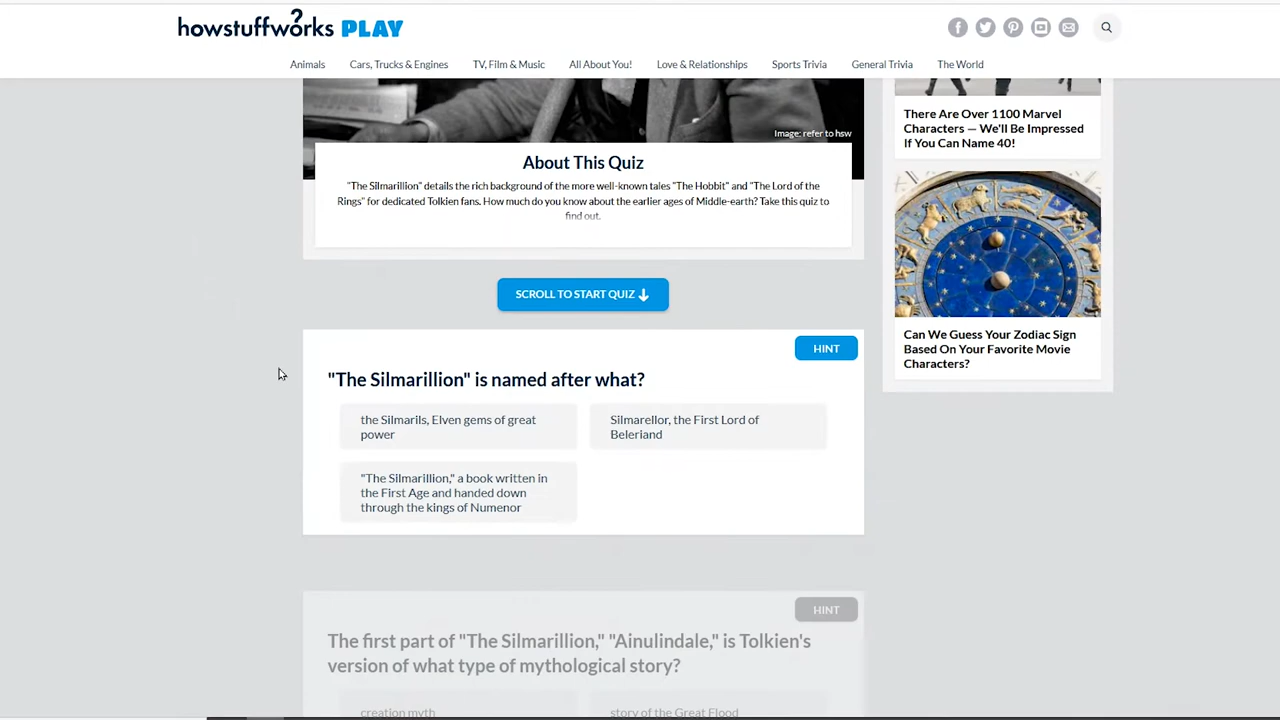 howstuffworks PLAY
Animals
Cars, Trucks & Engines
TV, Film & Music
All About You!
Love & Relationships
Sports Trivia
General Trivia
The World
Image: refer to hsw
About This Quiz
"The Silmarillion" details the rich background of the more well-known tales "The Hobbit" and "The Lord of the
Rings" for dedicated Tolkien fans. How much do you know about the earlier ages of Middle-earth? Take this quiz to
find out.
SCROLL TO START QUIZ
HINT
"The Silmarillion" is named after what?
the Silmarils, Elven gems of great
power
Silmarellor, the First Lord of
Beleriand
"The Silmarillion," a book written in
the First Age and handed down
through the kings of Numenor
HINT
The first part of "The Silmarillion," "Ainulindale," is Tolkien's
version of what type of mythological story?
creation myth
story of the Great Flood
There Are Over 1100 Marvel
Characters — We'll Be Impressed
If You Can Name 40!
Can We Guess Your Zodiac Sign
Based On Your Favorite Movie
Characters?